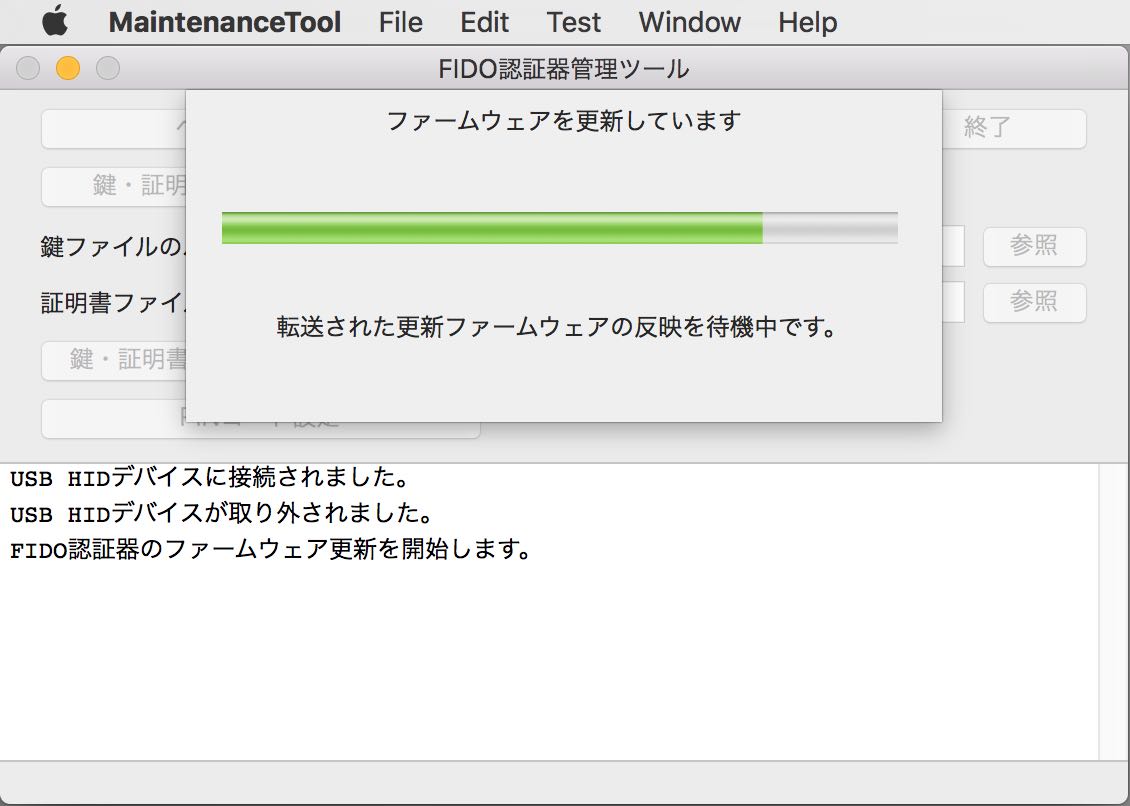 MaintenanceTool File Edit Test Window Help
FIDO認証器管理ツール
ファームウェアを更新しています
終了
鍵・証明
鍵ファイルの
参照
証明書ファイ
参照
転送された更新ファームウェアの反映を待機中です。
鍵・証明書
USB HIDデバイスに接続されました。
USB HIDデバイスが取り外されました。
FIDO認証器のファームウェア更新を開始します。